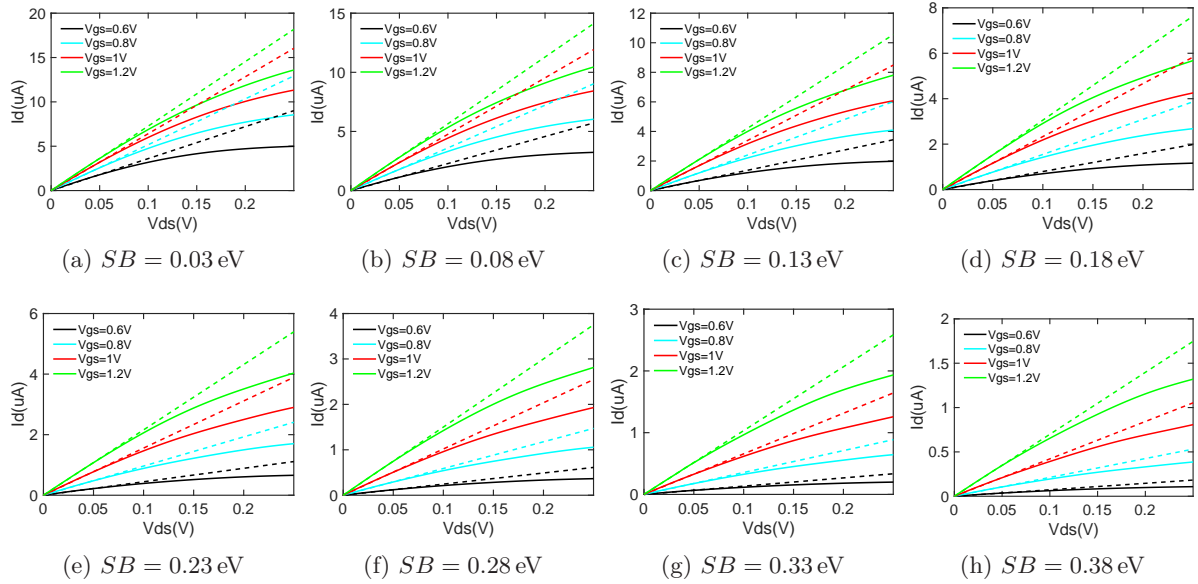 20
15
10
5
0
Id(uA)
Vgs=0.6V
Vgs=0.8V
Vgs=1V
Vgs=1.2V
0 0.05 0.1 0.15 0.2
Vds(V)
(a) SB = 0.03 eV
15
10
5
0
Id(uA)
Vgs=0.6V
Vgs=0.8V
Vgs=1V
Vgs=1.2V
0 0.05 0.1 0.15 0.2
Vds(V)
(b) SB = 0.08 eV
12
10
8
6
4
2
0
Id(uA)
Vgs=0.6V
Vgs=0.8V
Vgs=1V
Vgs=1.2V
0 0.05 0.1 0.15 0.2
Vds(V)
(c) SB = 0.13 eV
8
6
4
2
0
Id(uA)
Vgs=0.6V
Vgs=0.8V
Vgs=1V
Vgs=1.2V
0 0.05 0.1 0.15 0.2
Vds(V)
(d) SB = 0.18 eV
6
4
2
0
Id(uA)
Vgs=0.6V
Vgs=0.8V
Vgs=1V
Vgs=1.2V
0 0.05 0.1 0.15 0.2
Vds(V)
(e) SB = 0.23 eV
4
3
2
1
0
Id(uA)
Vgs=0.6V
Vgs=0.8V
Vgs=1V
Vgs=1.2V
0 0.05 0.1 0.15 0.2
Vds(V)
(f) SB = 0.28 eV
3
2
1
0
Id(uA)
Vgs=0.6V
Vgs=0.8V
Vgs=1V
Vgs=1.2V
0 0.05 0.1 0.15 0.2
Vds(V)
(g) SB = 0.33 eV
2
1.5
1
0.5
0
Id(uA)
Vgs=0.6V
Vgs=0.8V
Vgs=1V
Vgs=1.2V
0 0.05 0.1 0.15 0.2
Vds(V)
(h) SB = 0.38 eV